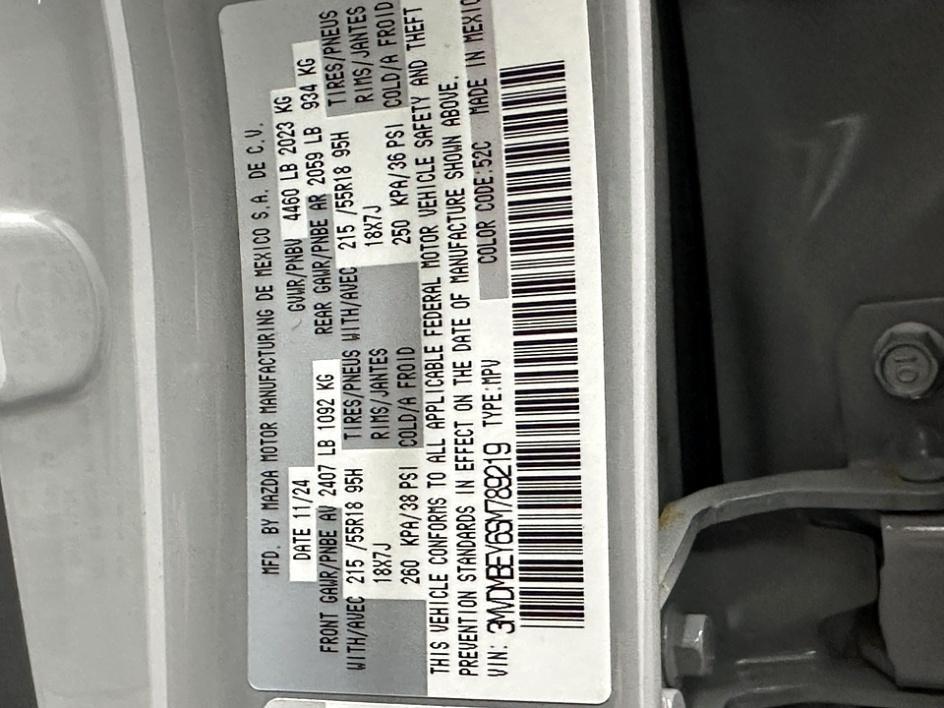 MFD. BY MAZDA MOTOR MANUFACTURING DE MEXICO S.A. DE C.V.
DATE 11/24 GVWR/PNBV 4460 LB 2023 KG
FRONT GAWR/PNBE AV 2407 LB 1092 KG REAR GAWR/PNBE AR 2059 LB 934 KG
WITH/AVEC 215 /55R18 95H TIRES/PNEUS WITH/AVEC 215 /55R18 95H TIRES/PNEUS
18X7J RIMS/JANTES 18X7J RIMS/JANTES
260 KPA/38 PSI COLD/A FROID 250 KPA/36 PSI COLD/A FROID
THIS VEHICLE CONFORMS TO ALL APPLICABLE FEDERAL MOTOR VEHICLE SAFETY AND THEFT
PREVENTION STANDARDS IN EFFECT ON THE DATE OF MANUFACTURE SHOWN ABOVE.
COLOR CODE:52C MADE IN MEXIC
VIN: 3MVDMBEY6SM789219 TYPE:MPV
10